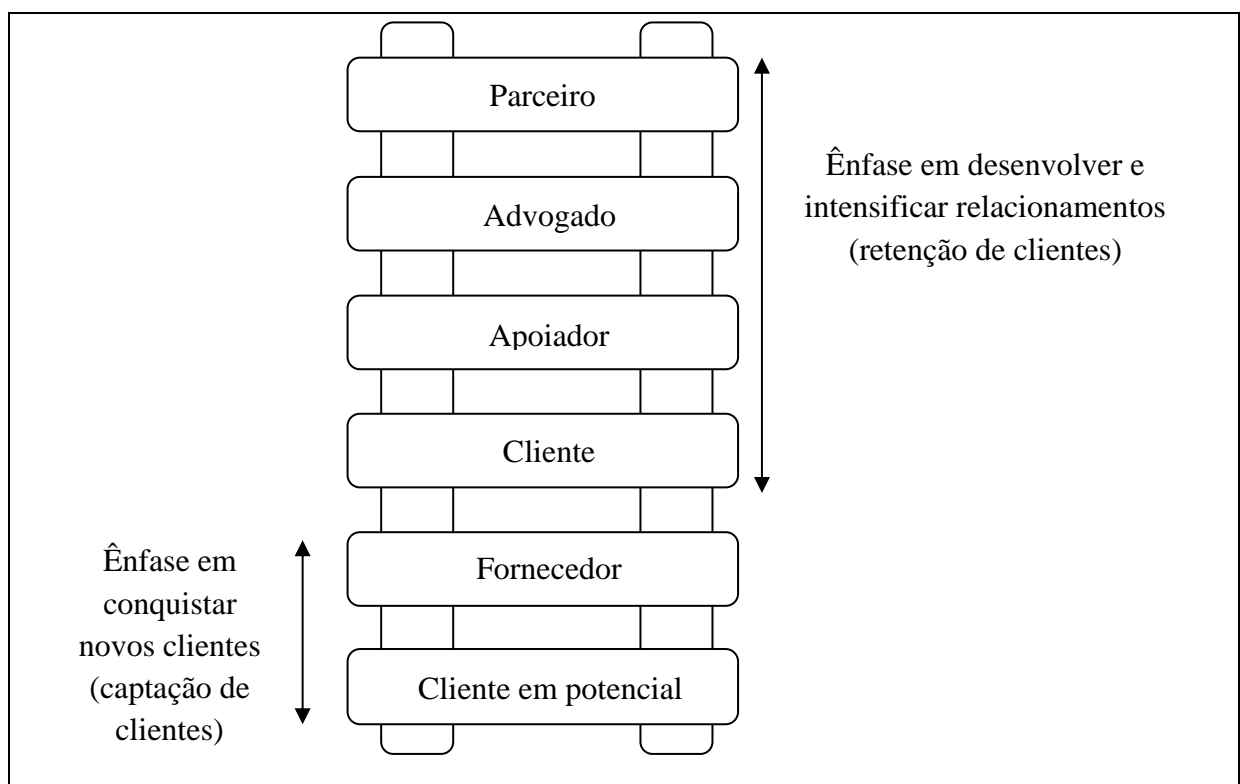 Parceiro
Advogado
Apoiador
Cliente
Fornecedor
Cliente em potencial
Ênfase em desenvolver e
intensificar relacionamentos
(retenção de clientes)
Ênfase em
conquistar
novos clientes
(captação de
clientes)